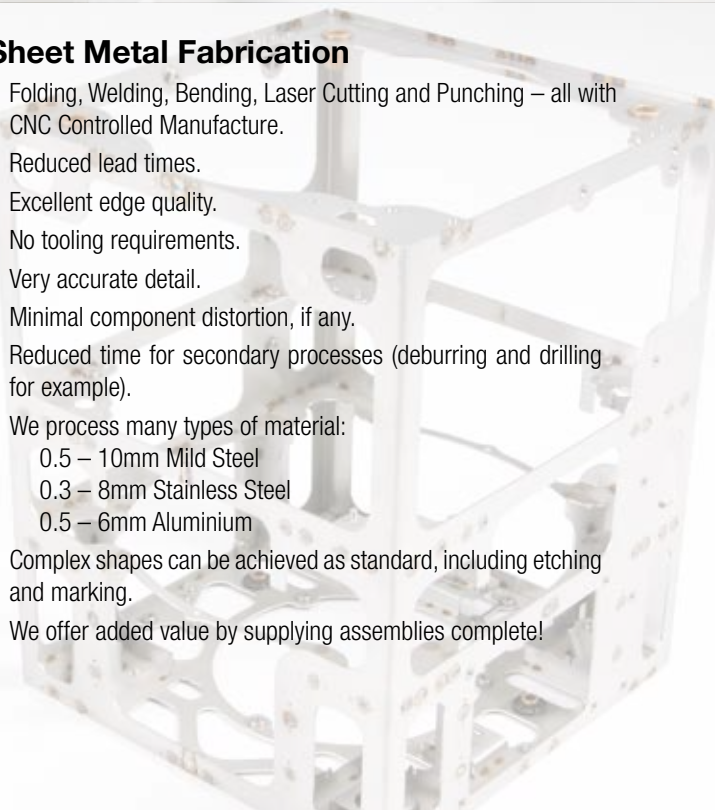 Sheet Metal Fabrication
Folding, Welding, Bending, Laser Cutting and Punching – all with
CNC Controlled Manufacture.
Reduced lead times.
Excellent edge quality.
No tooling requirements.
Very accurate detail.
Minimal component distortion, if any.
Reduced time for secondary processes (deburring and drilling
for example).
We process many types of material:
0.5 – 10mm Mild Steel
0.3 – 8mm Stainless Steel
0.5 – 6mm Aluminium
Complex shapes can be achieved as standard, including etching
and marking.
We offer added value by supplying assemblies complete!